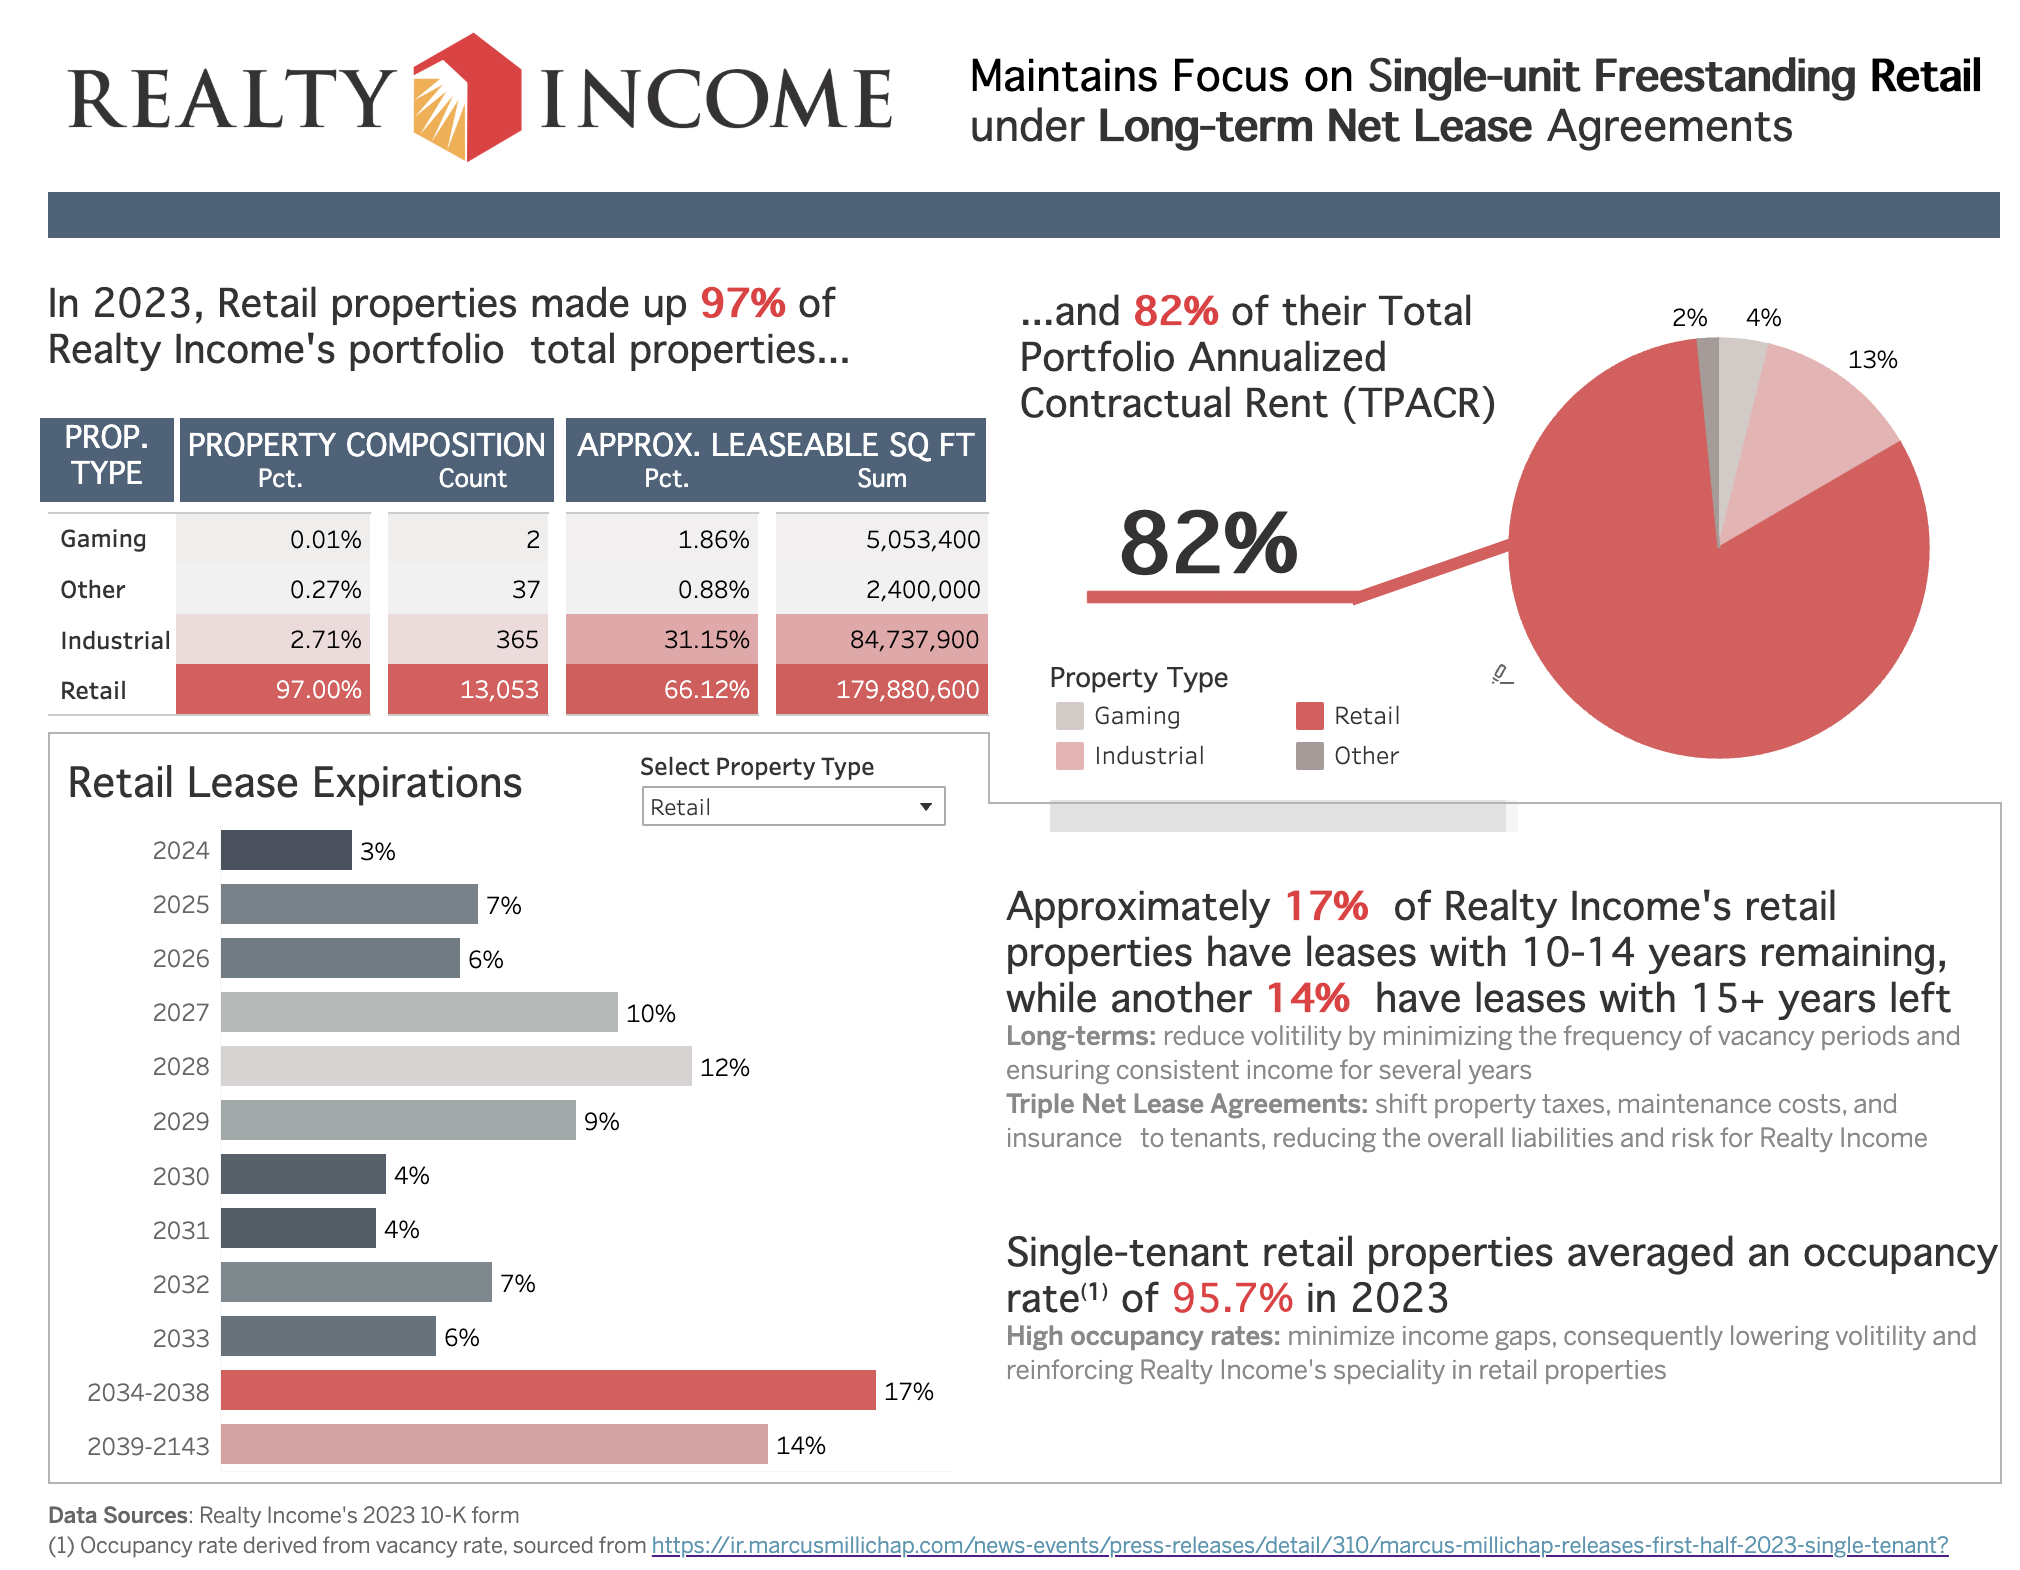 REALTY INCOME
Maintains Focus on Single-unit Freestanding Retail
under Long-term Net Lease Agreements
In 2023, Retail properties made up 97% of
Realty Income's portfolio total properties...
PROP. TYPE PROPERTY COMPOSITION APPROX. LEASEABLE SQ FT
Pct. Count Pct. Sum
Gaming 0.01% 2 1.86% 5,053,400
Other 0.27% 37 0.88% 2,400,000
Industrial 2.71% 365 31.15% 84,737,900
Retail 97.00% 13,053 66.12% 179,880,600
...and 82% of their Total
Portfolio Annualized
Contractual Rent (TPACR)
2% 4%
13%
82%
Property Type
Gaming Retail
Industrial Other
Retail Lease Expirations
Select Property Type
Retail
2024 3%
2025 7%
2026 6%
2027 10%
2028 12%
2029 9%
2030 4%
2031 4%
2032 7%
2033 6%
2034-2038 17%
2039-2143 14%
Approximately 17% of Realty Income's retail
properties have leases with 10-14 years remaining,
while another 14% have leases with 15+ years left
Long-terms: reduce volitility by minimizing the frequency of vacancy periods and
ensuring consistent income for several years
Triple Net Lease Agreements: shift property taxes, maintenance costs, and
insurance to tenants, reducing the overall liabilities and risk for Realty Income
Single-tenant retail properties averaged an occupancy
rate(1) of 95.7% in 2023
High occupancy rates: minimize income gaps, consequently lowering volitility and
reinforcing Realty Income's speciality in retail properties
Data Sources: Realty Income's 2023 10-K form
(1) Occupancy rate derived from vacancy rate, sourced from https://ir.marcusmillichap.com/news-events/press-releases/detail/310/marcus-millichap-releases-first-half-2023-single-tenant?